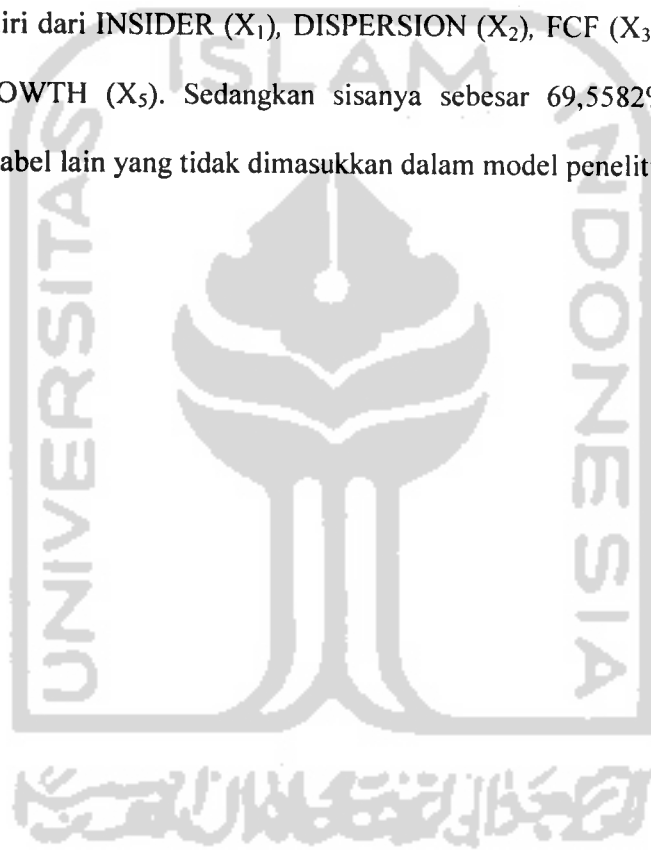 iri dari INSIDER (X₁), DISPERSION (X₂), FCF (X₃
OWTH (X₅). Sedangkan sisanya sebesar 69,5582%
abel lain yang tidak dimasukkan dalam model penelit
ISLAM
UNIVERSITAS
INDONESIA